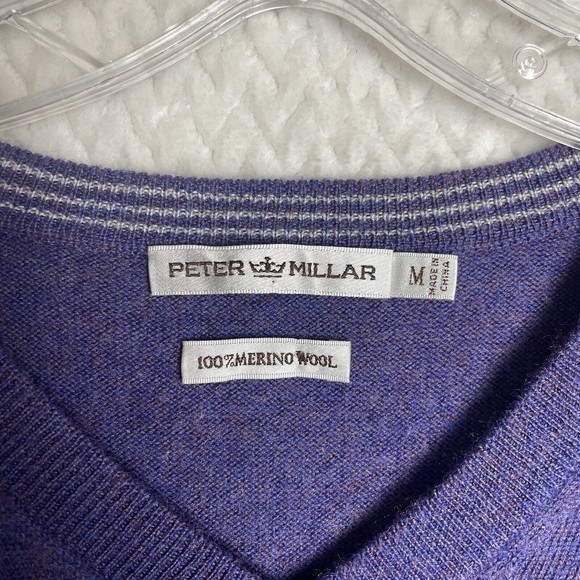 PETER MILLAR
M
MADE IN
CHINA
100% MERINO WOOL